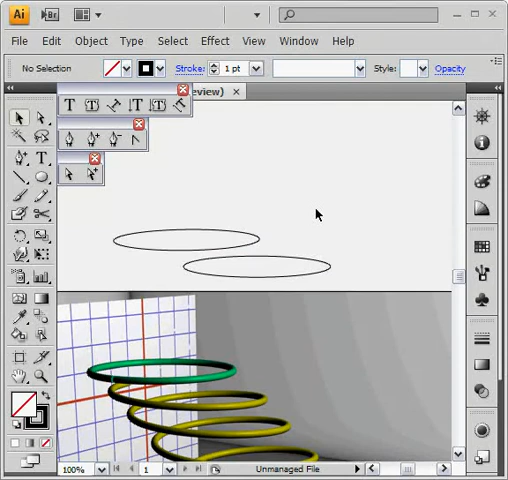 Ai Br
File Edit Object Type Select Effect View Window Help
No Selection Stroke: 1 pt Style: Opacity
eview) ×
100% 1 Unmanaged File